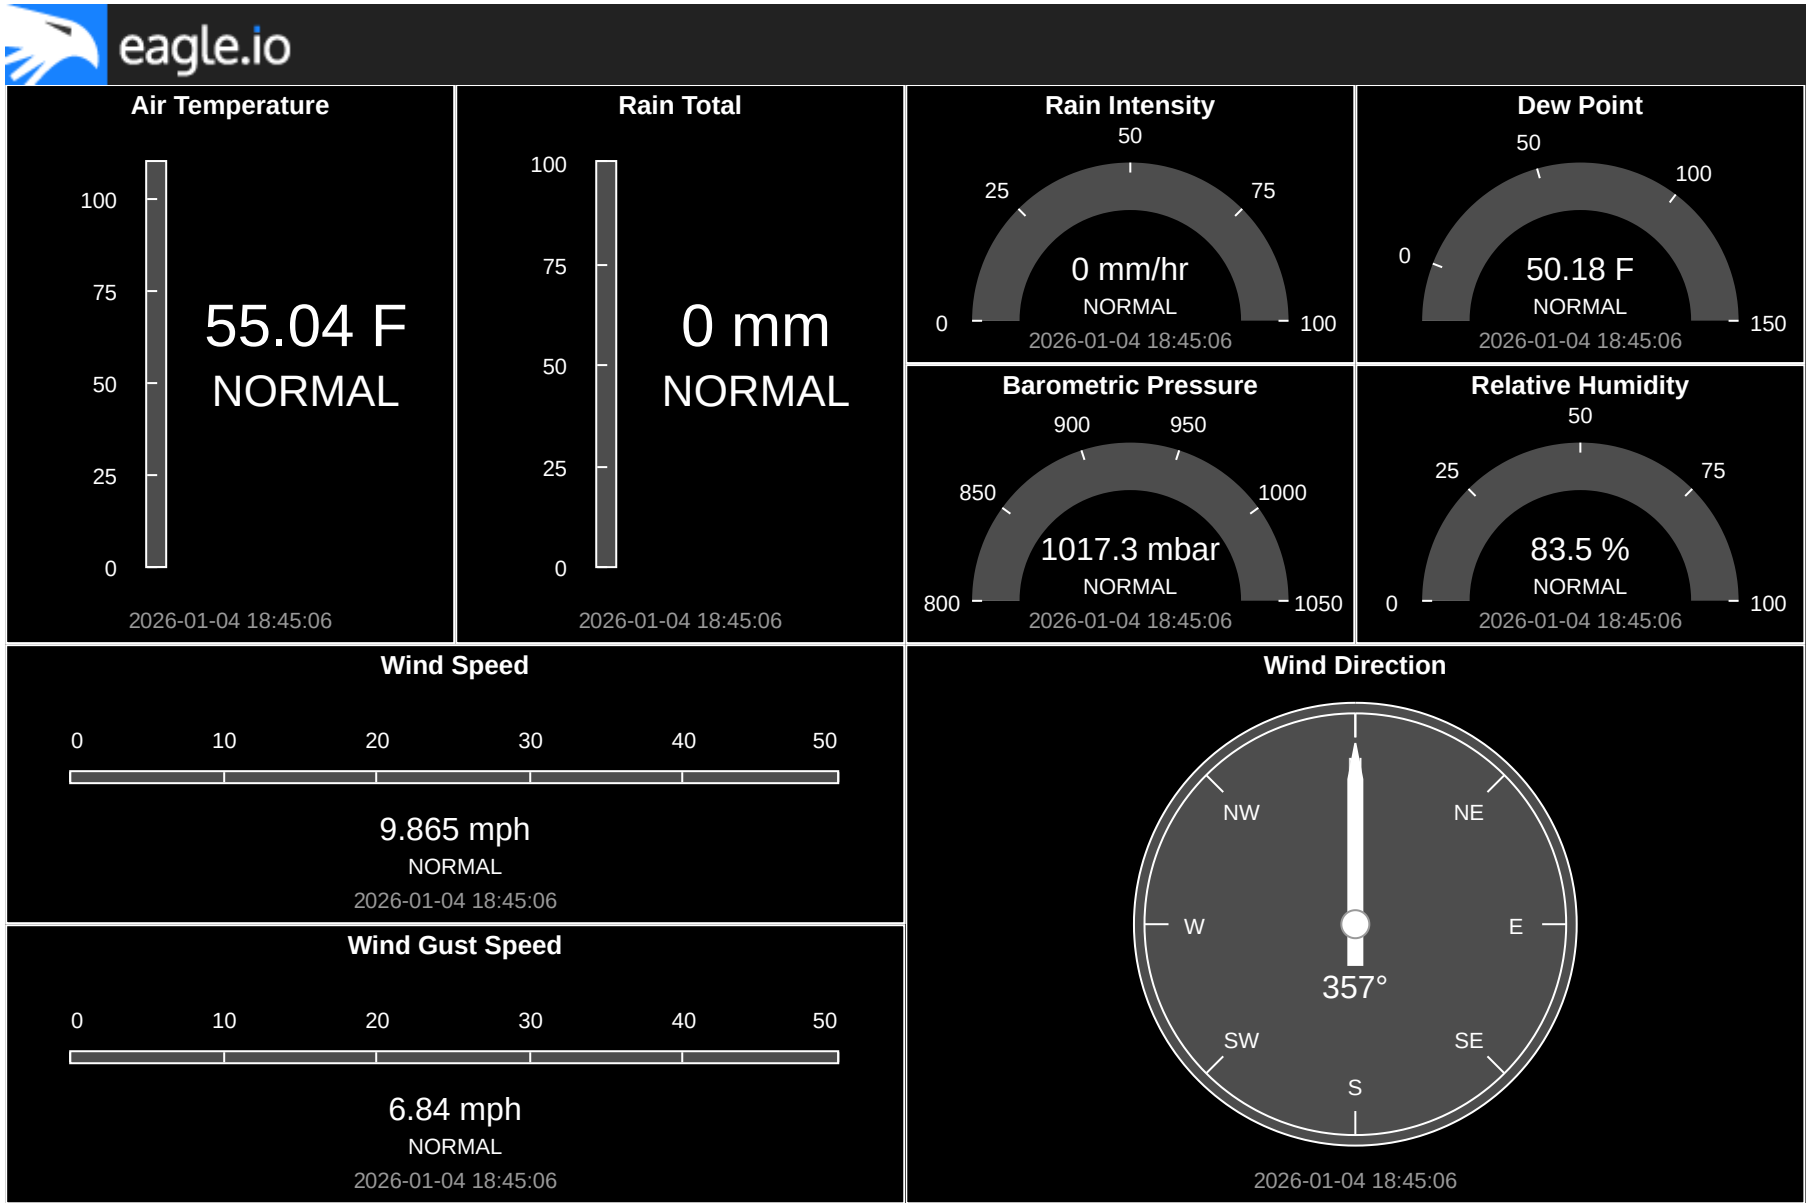 eagle.io
Air Temperature
100
75
50
25
0
55.04 F
NORMAL
2026-01-04 18:45:06
Rain Total
100
75
50
25
0
0 mm
NORMAL
2026-01-04 18:45:06
Rain Intensity
50
25
75
0
100
0 mm/hr
NORMAL
2026-01-04 18:45:06
Dew Point
50
100
0
150
50.18 F
NORMAL
2026-01-04 18:45:06
Barometric Pressure
900
950
850
1000
800
1050
1017.3 mbar
NORMAL
2026-01-04 18:45:06
Relative Humidity
50
25
75
0
100
83.5 %
NORMAL
2026-01-04 18:45:06
Wind Speed
0 10 20 30 40 50
9.865 mph
NORMAL
2026-01-04 18:45:06
Wind Gust Speed
0 10 20 30 40 50
6.84 mph
NORMAL
2026-01-04 18:45:06
Wind Direction
NW NE
W E
357°
SW SE
S
2026-01-04 18:45:06